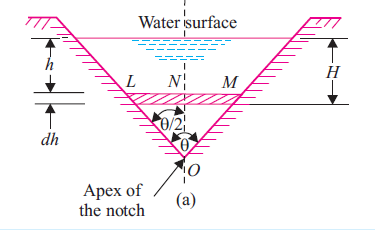 Water surface
h
H
L N M
θ/2
θ
dh
O
Apex of
the notch
(a)